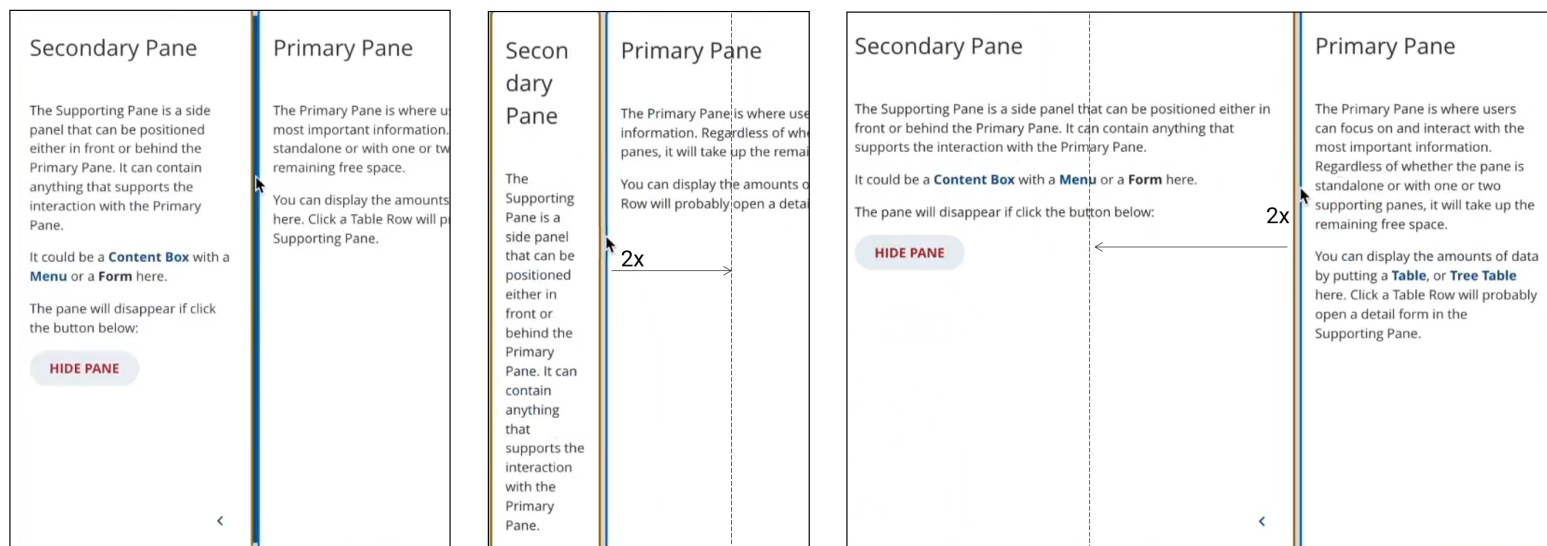 Secondary Pane
The Supporting Pane is a side
panel that can be positioned
either in front or behind the
Primary Pane. It can contain
anything that supports the
interaction with the Primary
Pane.
It could be a Content Box with a
Menu or a Form here.
The pane will disappear if click
the button below:
HIDE PANE
Primary Pane
The Primary Pane is where
most important information.
standalone or with one or
remaining free space.
You can display the amounts
here. Click a Table Row will
Supporting Pane.
Secon
dary
Pane
The
Supporting
Pane is a
side panel
that can be
positioned
either in
front or
behind the
Primary
Pane. It can
contain
anything
that
supports the
interaction
with the
Primary
Pane.
Primary Pane
The Primary Pane is where use
information. Regardless of
panes, it will take up the
You can display the amounts
Row will probably open a
2x
Secondary Pane
The Supporting Pane is a side panel that can be positioned either in
front or behind the Primary Pane. It can contain anything that
supports the interaction with the Primary Pane.
It could be a Content Box with a Menu or a Form here.
The pane will disappear if click the button below:
HIDE PANE
2x
Primary Pane
The Primary Pane is where users
can focus on and interact with the
most important information.
Regardless of whether the pane is
standalone or with one or two
supporting panes, it will take up the
remaining free space.
You can display the amounts of data
by putting a Table, or Tree Table
here. Click a Table Row will probably
open a detail form in the
Supporting Pane.